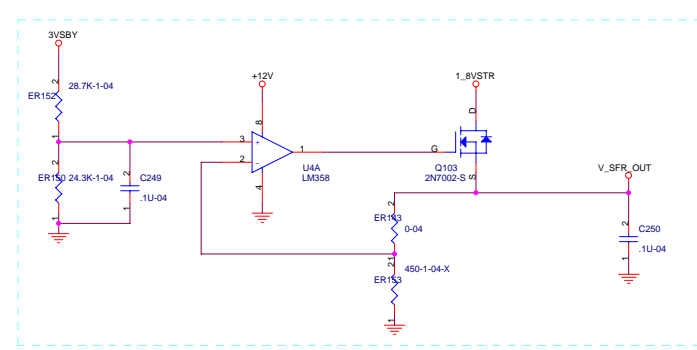 3VSBY
2
28.7K-1-04
ER152
1
2
ER150 24.3K-1-04
1
2
C249
.1U-04
1
+12V
8
3 +
2 -
1
4
U4A
LM358
1_8VSTR
D
G
Q103
2N7002-S
S
V_SFR_OUT
2
ER143
0-04
1
2
450-1-04-X
ER153
1
2
C250
.1U-04
1